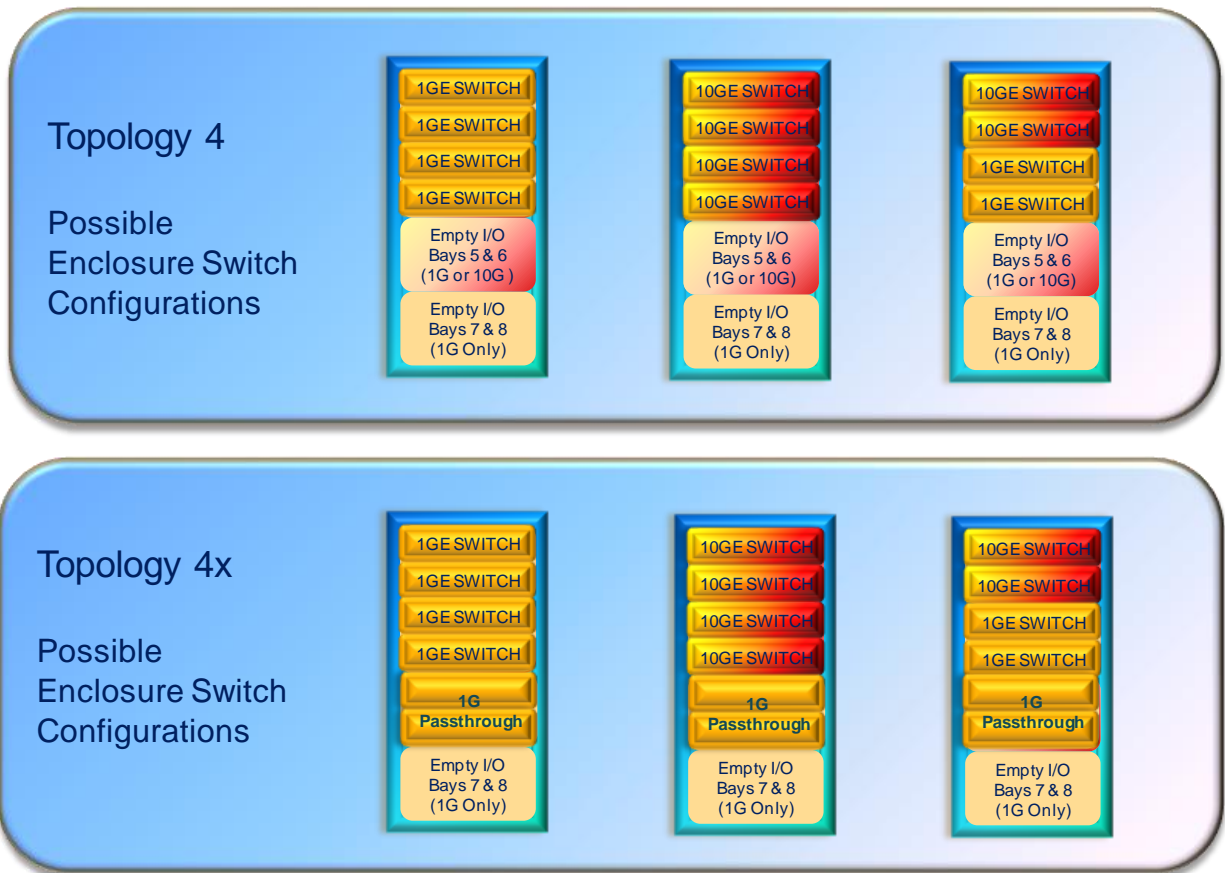 Topology 4
Possible
Enclosure Switch
Configurations
1GE SWITCH
1GE SWITCH
1GE SWITCH
1GE SWITCH
Empty I/O
Bays 5 & 6
(1G or 10G )
Empty I/O
Bays 7 & 8
(1G Only)
10GE SWITCH
10GE SWITCH
10GE SWITCH
10GE SWITCH
Empty I/O
Bays 5 & 6
(1G or 10G)
Empty I/O
Bays 7 & 8
(1G Only)
10GE SWITCH
10GE SWITCH
1GE SWITCH
1GE SWITCH
Empty I/O
Bays 5 & 6
(1G or 10G)
Empty I/O
Bays 7 & 8
(1G Only)
Topology 4x
Possible
Enclosure Switch
Configurations
1GE SWITCH
1GE SWITCH
1GE SWITCH
1GE SWITCH
1G
Passthrough
Empty I/O
Bays 7 & 8
(1G Only)
10GE SWITCH
10GE SWITCH
10GE SWITCH
10GE SWITCH
1G
Passthrough
Empty I/O
Bays 7 & 8
(1G Only)
10GE SWITCH
10GE SWITCH
1GE SWITCH
1GE SWITCH
1G
Passthrough
Empty I/O
Bays 7 & 8
(1G Only)